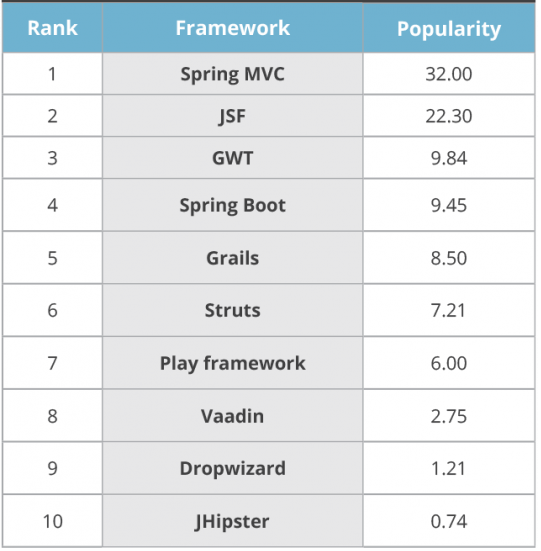 Rank Framework Popularity
1 Spring MVC 32.00
2 JSF 22.30
3 GWT 9.84
4 Spring Boot 9.45
5 Grails 8.50
6 Struts 7.21
7 Play framework 6.00
8 Vaadin 2.75
9 Dropwizard 1.21
10 JHipster 0.74